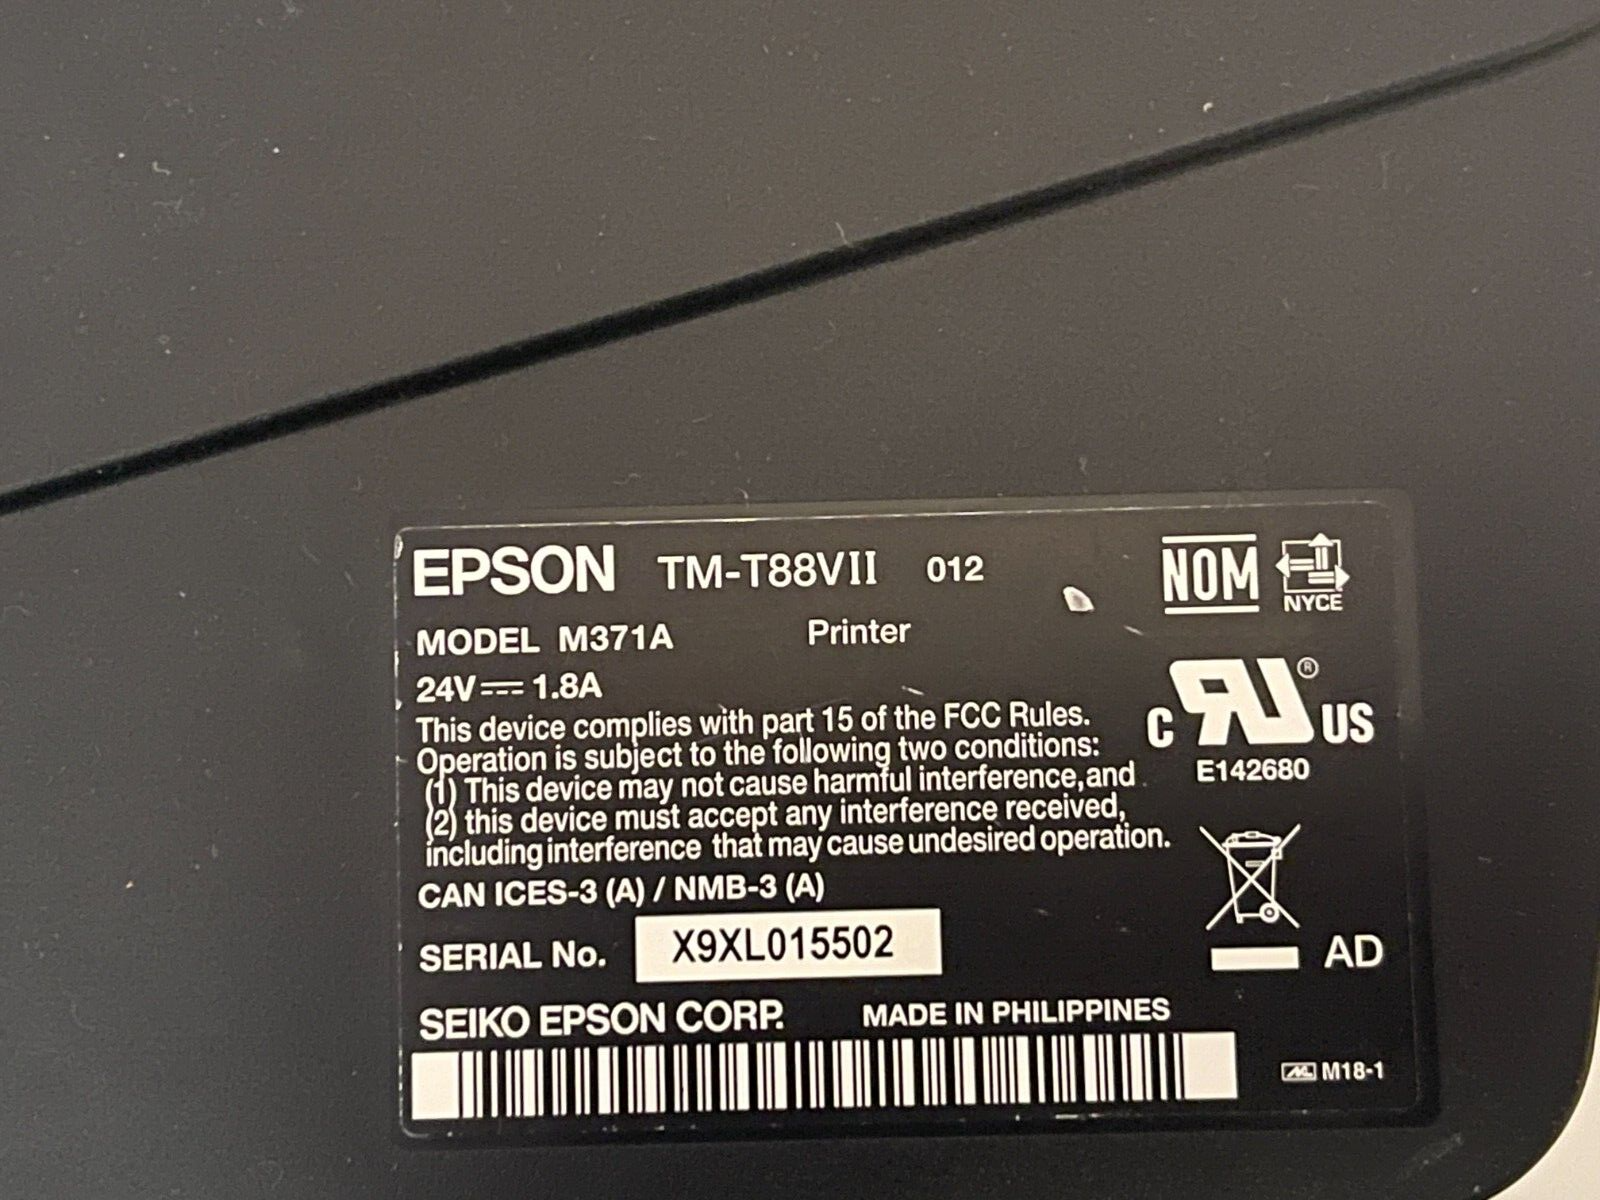 EPSON TM-T88VII 012
NOM NYCE
MODEL M371A Printer
24V⎓1.8A
This device complies with part 15 of the FCC Rules.
Operation is subject to the following two conditions:
(1) This device may not cause harmful interference,and
(2) this device must accept any interference received,
including interference that may cause undesired operation.
c RU® US
E142680
CAN ICES-3 (A) / NMB-3 (A)
SERIAL No. X9XL015502
AD
SEIKO EPSON CORP. MADE IN PHILIPPINES
M18-1